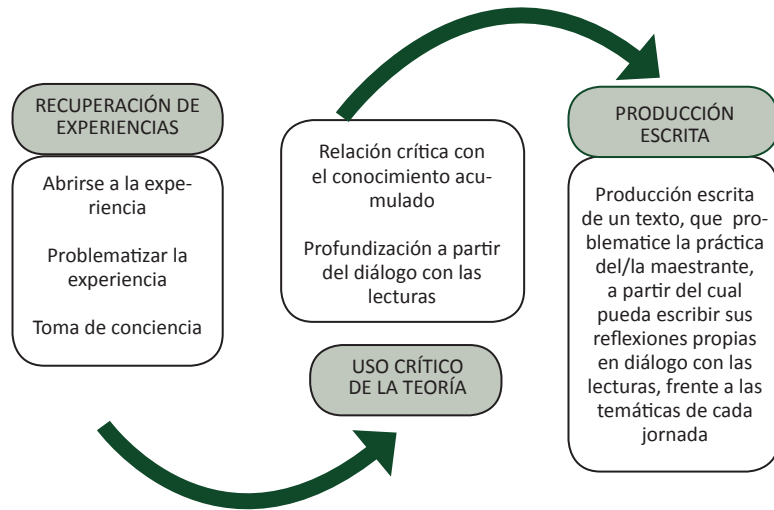 RECUPERACIÓN DE
EXPERIENCIAS
Abrirse a la expe-
riencia
Problematizar la
experiencia
Toma de conciencia
Relación crítica con
el conocimiento acu-
mulado
Profundización a partir
del diálogo con las
lecturas
USO CRÍTICO
DE LA TEORÍA
PRODUCCIÓN
ESCRITA
Producción escrita
de un texto, que pro-
blematice la práctica
del/la maestrante,
a partir del cual
pueda escribir sus
reflexiones propias
en diálogo con las
lecturas, frente a las
temáticas de cada
jornada